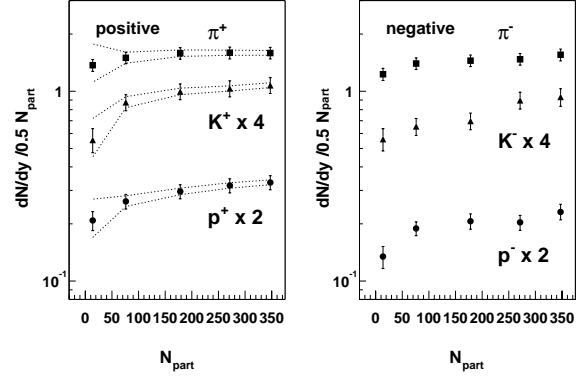 positive
π+
K+ x 4
p+ x 2
dN/dy /0.5 Npart
1
10-1
0 50 100 150 200 250 300 350
Npart
negative
π-
K- x 4
p- x 2
dN/dy /0.5 Npart
1
10-1
0 50 100 150 200 250 300 350
Npart